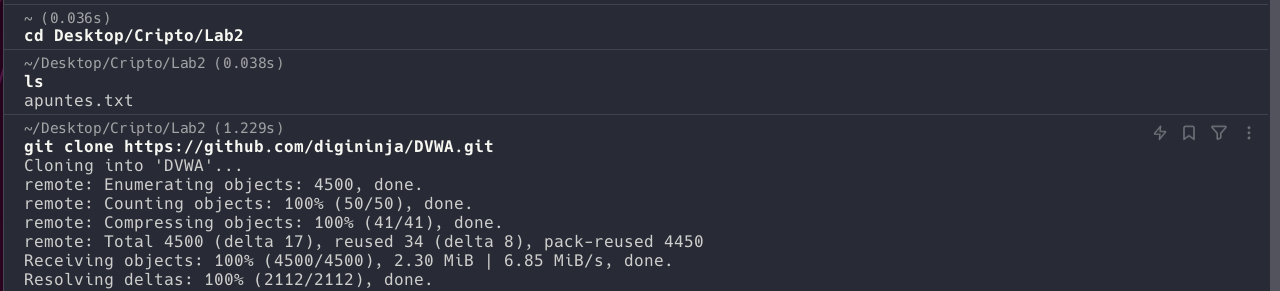 ~ (0.036s)
cd Desktop/Cripto/Lab2
~/Desktop/Cripto/Lab2 (0.038s)
ls
apuntes.txt
~/Desktop/Cripto/Lab2 (1.229s)
git clone https://github.com/digininja/DVWA.git
Cloning into 'DVWA'...
remote: Enumerating objects: 4500, done.
remote: Counting objects: 100% (50/50), done.
remote: Compressing objects: 100% (41/41), done.
remote: Total 4500 (delta 17), reused 34 (delta 8), pack-reused 4450
Receiving objects: 100% (4500/4500), 2.30 MiB | 6.85 MiB/s, done.
Resolving deltas: 100% (2112/2112), done.